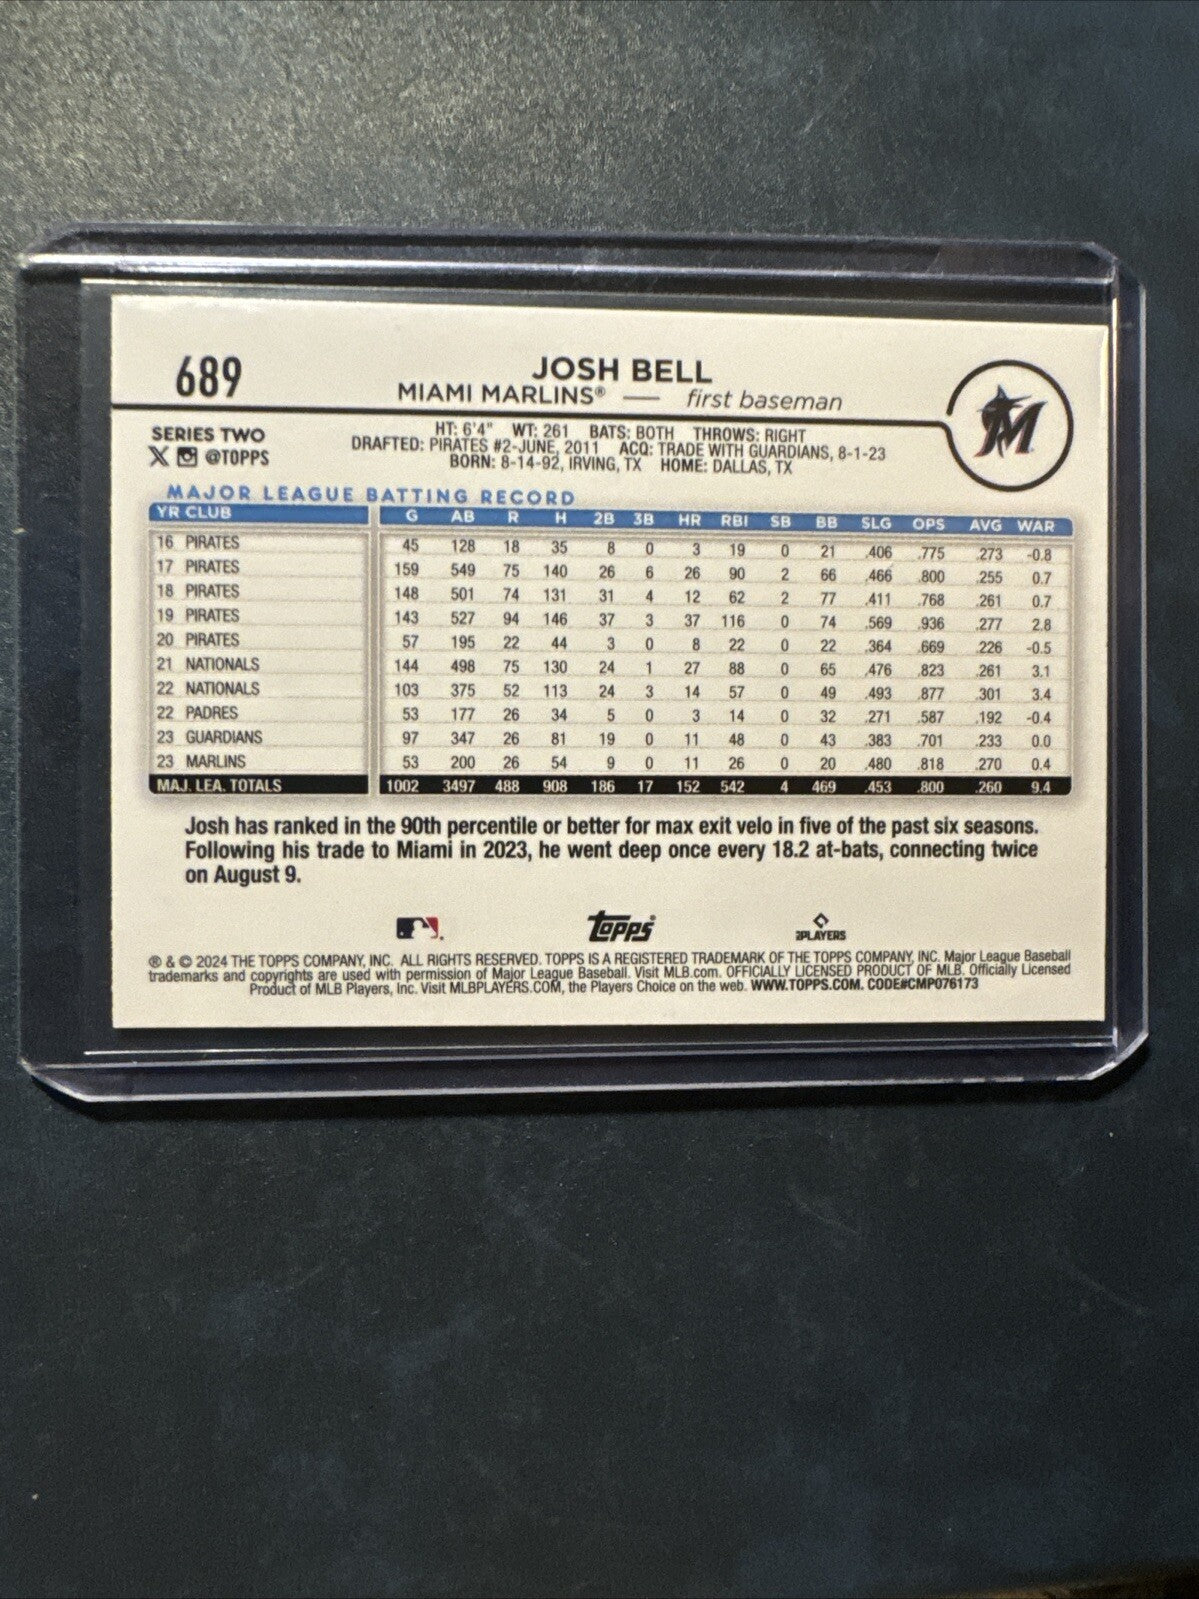 689
JOSH BELL
MIAMI MARLINS® — first baseman
M
SERIES TWO
X @TOPPS
HT: 6'4" WT: 261 BATS: BOTH THROWS: RIGHT
DRAFTED: PIRATES #2-JUNE, 2011 ACQ: TRADE WITH GUARDIANS, 8-1-23
BORN: 8-14-92, IRVING, TX HOME: DALLAS, TX
MAJOR LEAGUE BATTING RECORD
YR CLUB G AB R H 2B 3B HR RBI SB BB SLG OPS AVG WAR
16 PIRATES 45 128 18 35 8 0 3 19 0 21 .406 .775 .273 -0.8
17 PIRATES 159 549 75 140 26 6 26 90 2 66 .466 .800 .255 0.7
18 PIRATES 148 501 74 131 31 4 12 62 2 77 .411 .768 .261 0.7
19 PIRATES 143 527 94 146 37 3 37 116 0 74 .569 .936 .277 2.8
20 PIRATES 57 195 22 44 3 0 8 22 0 22 .364 .669 .226 -0.5
21 NATIONALS 144 498 75 130 24 1 27 88 0 65 .476 .823 .261 3.1
22 NATIONALS 103 375 52 113 24 3 14 57 0 49 .493 .877 .301 3.4
22 PADRES 53 177 26 34 5 0 3 14 0 32 .271 .587 .192 -0.4
23 GUARDIANS 97 347 26 81 19 0 11 48 0 43 .383 .701 .233 0.0
23 MARLINS 53 200 26 54 9 0 11 26 0 20 .480 .818 .270 0.4
MAJ. LEA. TOTALS 1002 3497 488 908 186 17 152 542 4 469 .453 .800 .260 9.4
Josh has ranked in the 90th percentile or better for max exit velo in five of the past six seasons.
Following his trade to Miami in 2023, he went deep once every 18.2 at-bats, connecting twice
on August 9.
Topps
PLAYERS
® & © 2024 THE TOPPS COMPANY, INC. ALL RIGHTS RESERVED. TOPPS IS A REGISTERED TRADEMARK OF THE TOPPS COMPANY, INC. Major League Baseball
trademarks and copyrights are used with permission of Major League Baseball. Visit MLB.com. OFFICIALLY LICENSED PRODUCT OF MLB. Officially Licensed
Product of MLB Players, Inc. Visit MLBPLAYERS.COM, the Players Choice on the web. WWW.TOPPS.COM. CODE#CMP076173